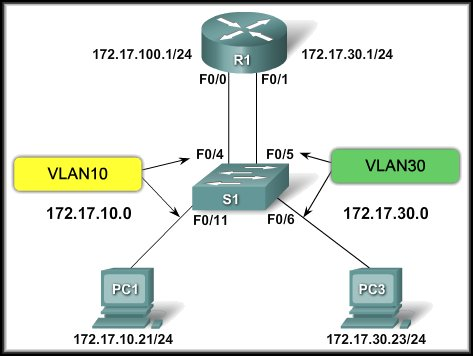 172.17.100.1/24
R1
172.17.30.1/24
F0/0
F0/1
F0/4
F0/5
VLAN10
VLAN30
172.17.10.0
S1
172.17.30.0
F0/11
F0/6
PC1
PC3
172.17.10.21/24
172.17.30.23/24